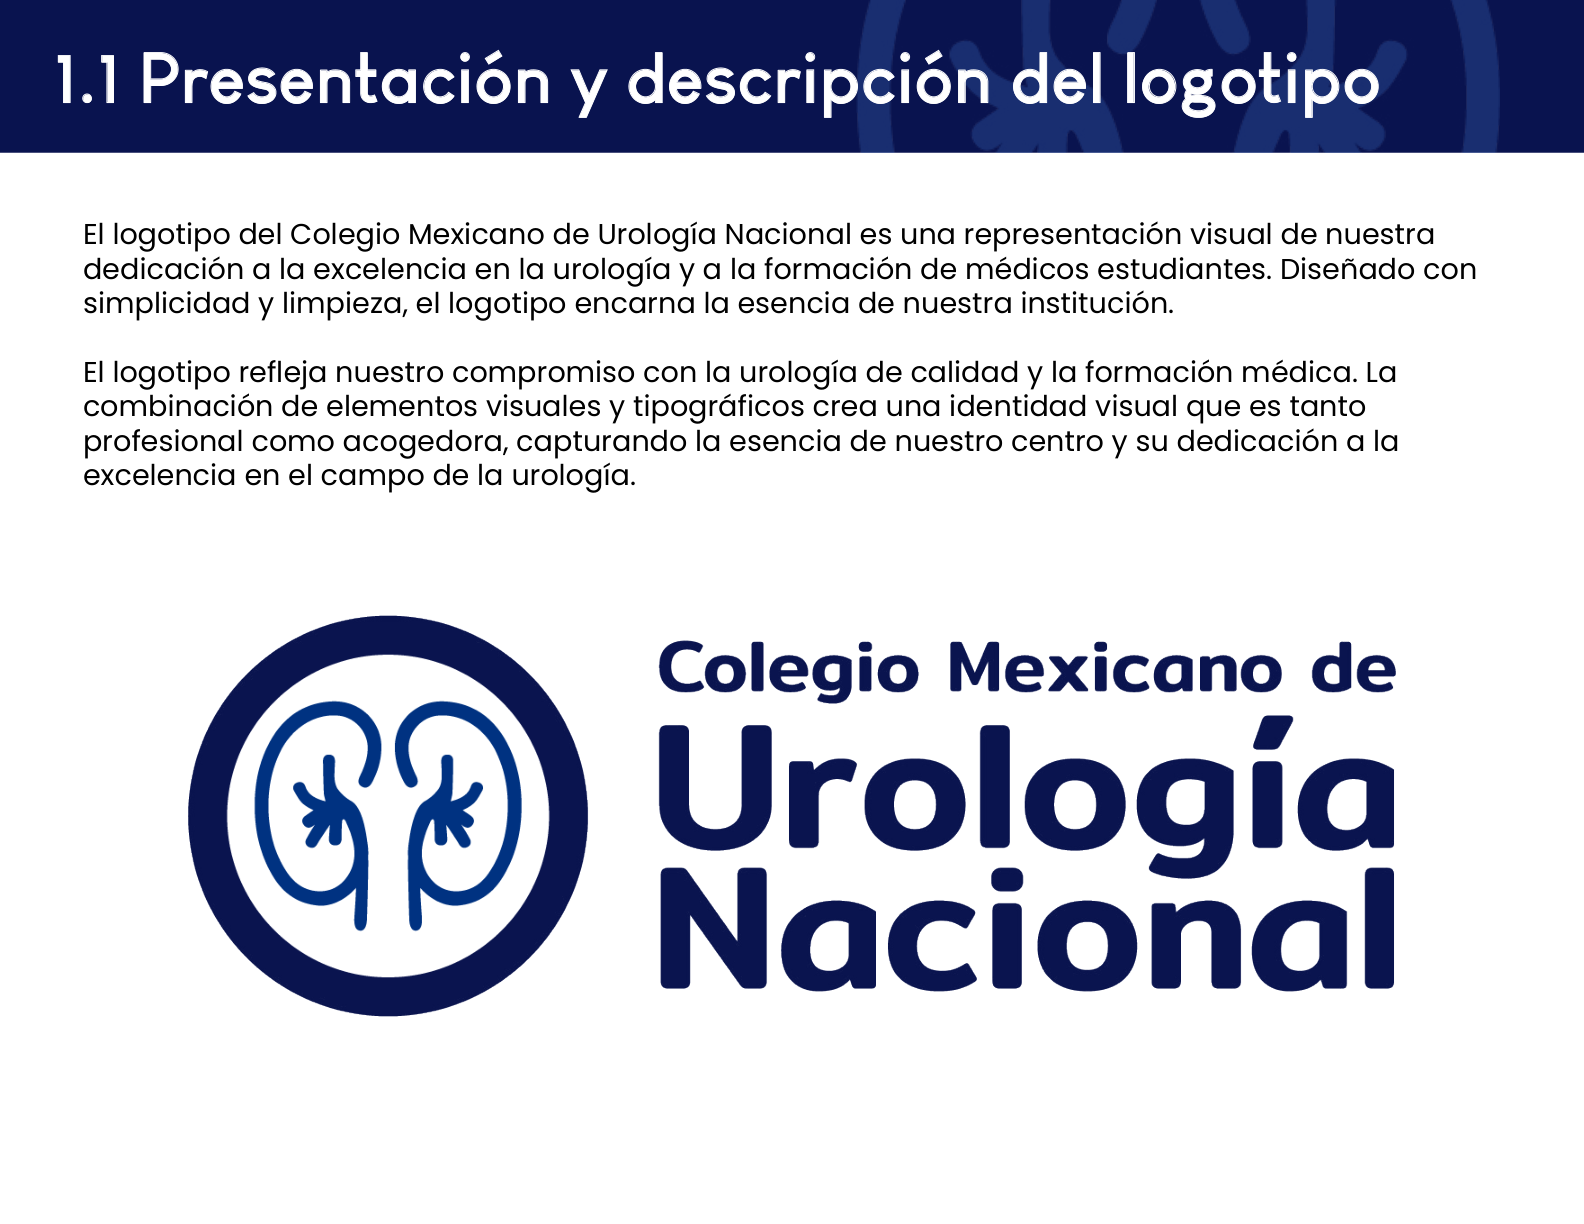 1.1 Presentación y descripción del logotipo
El logotipo del Colegio Mexicano de Urología Nacional es una representación visual de nuestra
dedicación a la excelencia en la urología y a la formación de médicos estudiantes. Diseñado con
simplicidad y limpieza, el logotipo encarna la esencia de nuestra institución.
El logotipo refleja nuestro compromiso con la urología de calidad y la formación médica. La
combinación de elementos visuales y tipográficos crea una identidad visual que es tanto
profesional como acogedora, capturando la esencia de nuestro centro y su dedicación a la
excelencia en el campo de la urología.
Colegio Mexicano de
Urología
Nacional